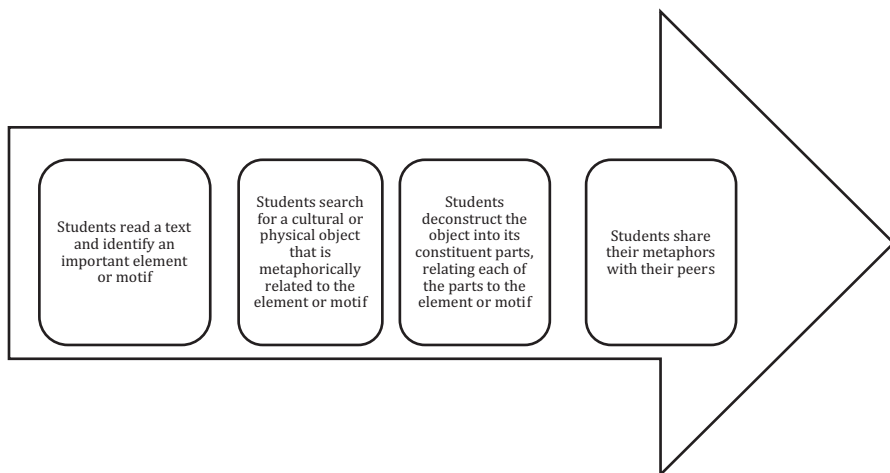 Students read a text
and identify an
important element
or motif
Students search
for a cultural or
physical object
that is
metaphorically
related to the
element or motif
Students
deconstruct the
object into its
constituent parts,
relating each of
the parts to the
element or motif
Students share
their metaphors
with their peers